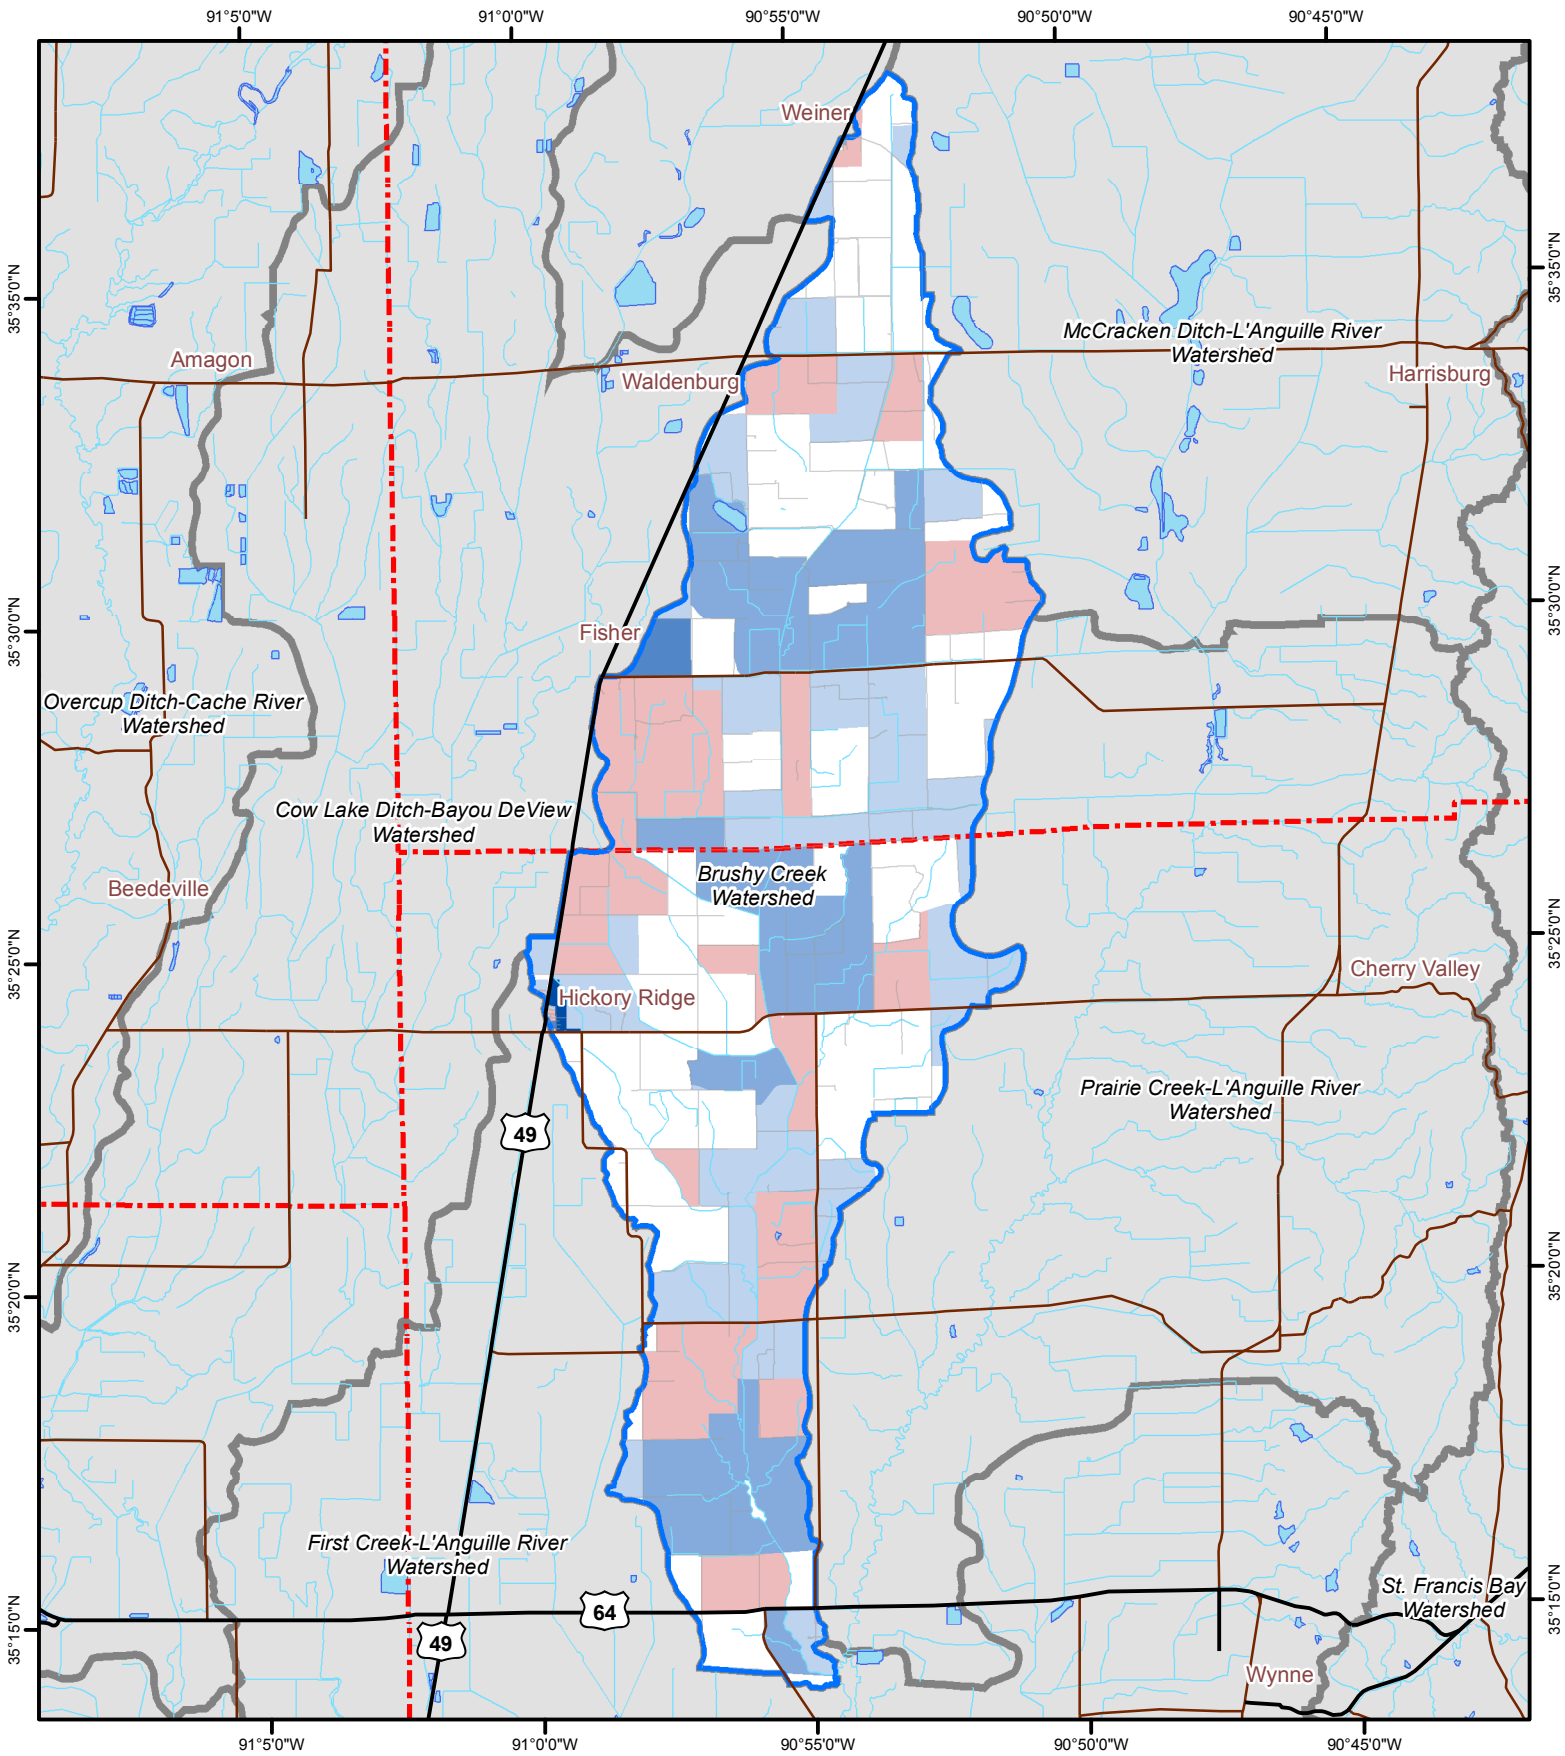 91°5'0"W
91°0'0"W
90°55'0"W
90°50'0"W
90°45'0"W
Weiner
35°35'0"N
35°35'0"N
McCracken Ditch-L'Anguille River
Watershed
Amagon
Waldenburg
Harrisburg
35°30'0"N
35°30'0"N
Fisher
Overcup Ditch-Cache River
Watershed
Cow Lake Ditch-Bayou DeView
Watershed
Brushy Creek
Watershed
Beedeville
35°25'0"N
35°25'0"N
Cherry Valley
Hickory Ridge
Prairie Creek-L'Anguille River
Watershed
49
35°20'0"N
35°20'0"N
First Creek-L'Anguille River
Watershed
St. Francis Bay
Watershed
64
35°15'0"N
35°15'0"N
49
Wynne
91°5'0"W
91°0'0"W
90°55'0"W
90°50'0"W
90°45'0"W